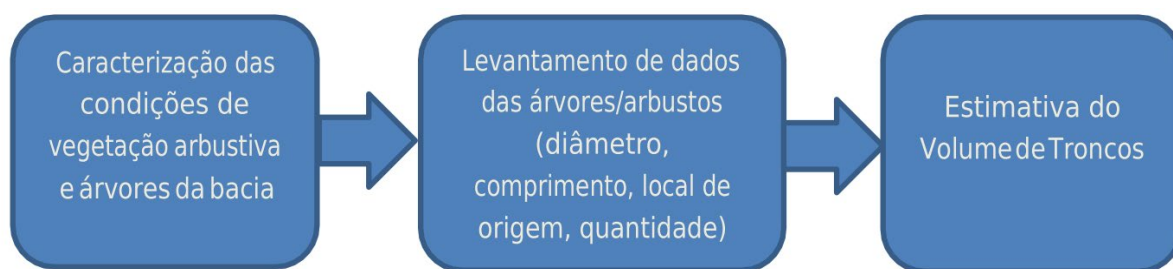 Caracterização das
condições de
vegetação arbustiva
e árvores da bacia
Levantamento de dados
das árvores/arbustos
(diâmetro,
comprimento, local de
origem, quantidade)
Estimativa do
Volume de Troncos